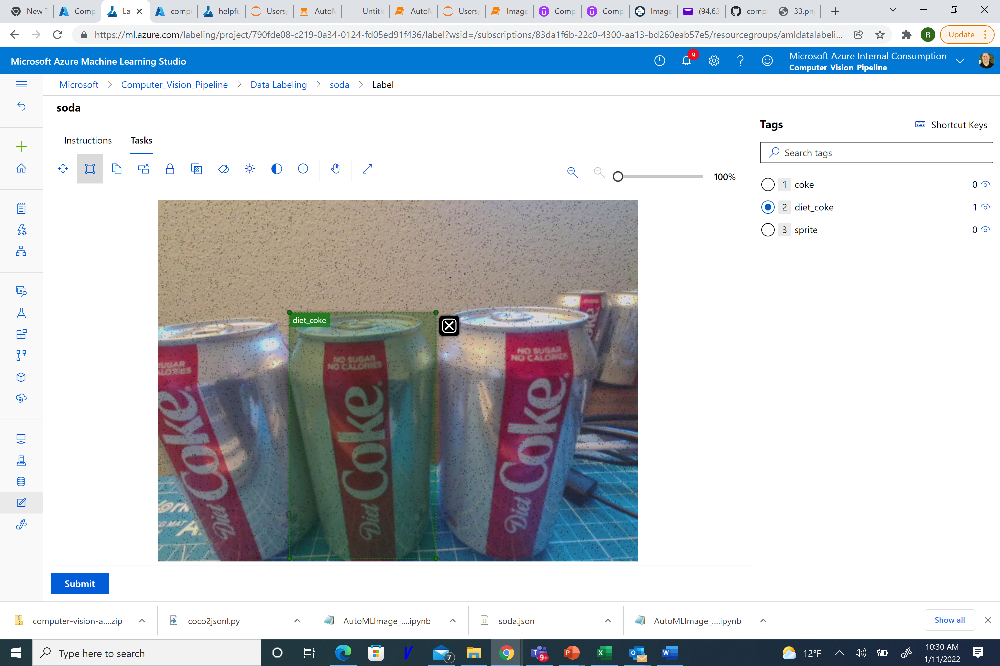 New T
Comp
La
comp
helpfu
Users/
AutoM
Untitle
AutoM
Users/
Image
Comp
Comp
Image
(94,63
comp
33.pn
https://ml.azure.com/labeling/project/790fde08-c219-0a34-0124-fd05ed91f436/label?wsid=/subscriptions/83da1f6b-22c0-4300-aa13-bd260eab57e5/resourcegroups/amldatalabeli...
R
Update
Microsoft Azure Machine Learning Studio
9
Microsoft Azure Internal Consumption
Computer_Vision_Pipeline
Microsoft > Computer_Vision_Pipeline > Data Labeling > soda > Label
soda
Instructions
Tasks
100%
Tags
Shortcut Keys
Search tags
1 coke 0
2 diet_coke 1
3 sprite 0
diet_coke
UGAR
ALORIES
Coke
Diet
NO SUGAR
NO CALORIES
Coke
Diet
NO SUGAR
NO CALORIES
Coke
Diet
Submit
computer-vision-a....zip
coco2jsonl.py
AutoMLImage_....ipynb
soda.json
AutoMLImage_....ipynb
Show all
Type here to search
7
9+
12°F
10:30 AM
1/11/2022